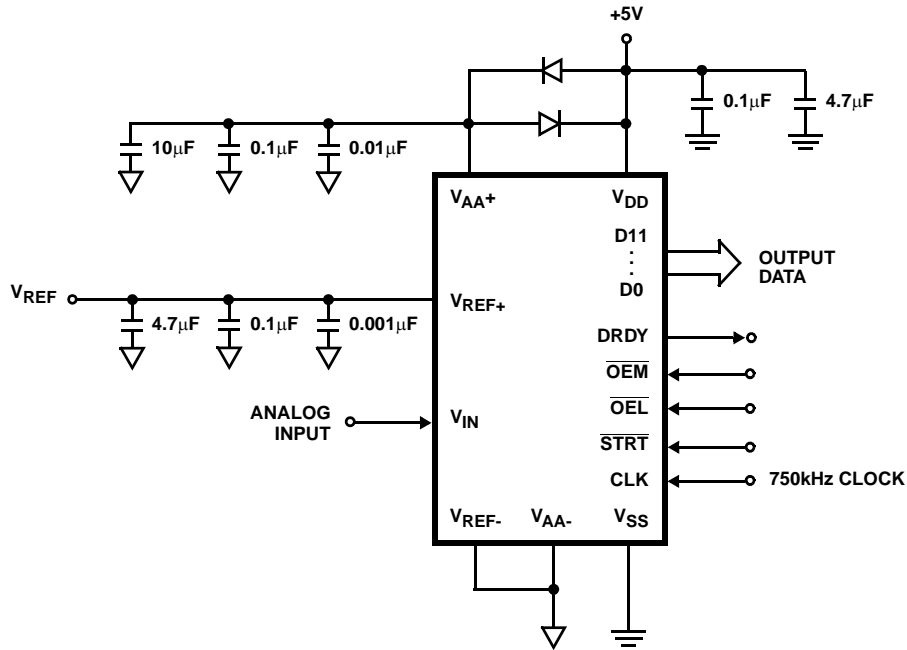 +5V
0.1μF
4.7μF
10μF
0.1μF
0.01μF
VAA+
VDD
D11
D0
OUTPUT
DATA
VREF
VREF+
4.7μF
0.1μF
0.001μF
DRDY
OEM
OEL
STRT
CLK
750kHz CLOCK
ANALOG
INPUT
VIN
VREF-
VAA-
VSS